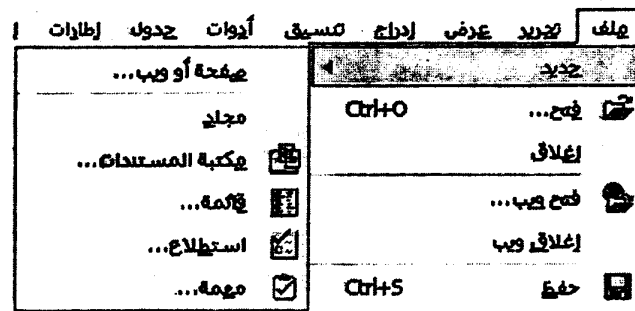 ملف تحرير عرض إدراج تنسيق أدوات جدول إطارات
جديد
فتح... Ctrl+O
إغلاق
فتح ويب...
إغلاق ويب
حفظ Ctrl+S
صفحة أو ويب...
مجلد
مكتبة المستندات...
قائمة...
استطلاع...
مهمة...